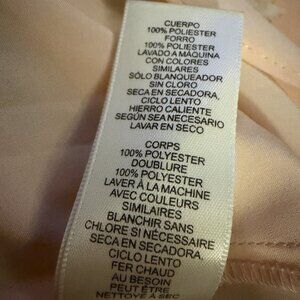 CUERPO
100% POLIESTER
FORRO
100% POLIESTER
LAVADO A MÁQUINA
CON COLORES
SIMILARES
SÓLO BLANQUEADOR
SIN CLORO
SECA EN SECADORA,
CICLO LENTO
HIERRO CALIENTE
SEGÚN SEA NECESARIO
LAVAR EN SECO
CORPS
100% POLYESTER
DOUBLURE
100% POLYESTER
LAVER À LA MACHINE
AVEC COULEURS
SIMILAIRES
BLANCHIR SANS
CHLORE SI NÉCESSAIRE
SECA EN SECADORA,
CICLO LENTO
FER CHAUD
AU BESOIN
PEUT ÊTRE
NETTOYÉ À SEC